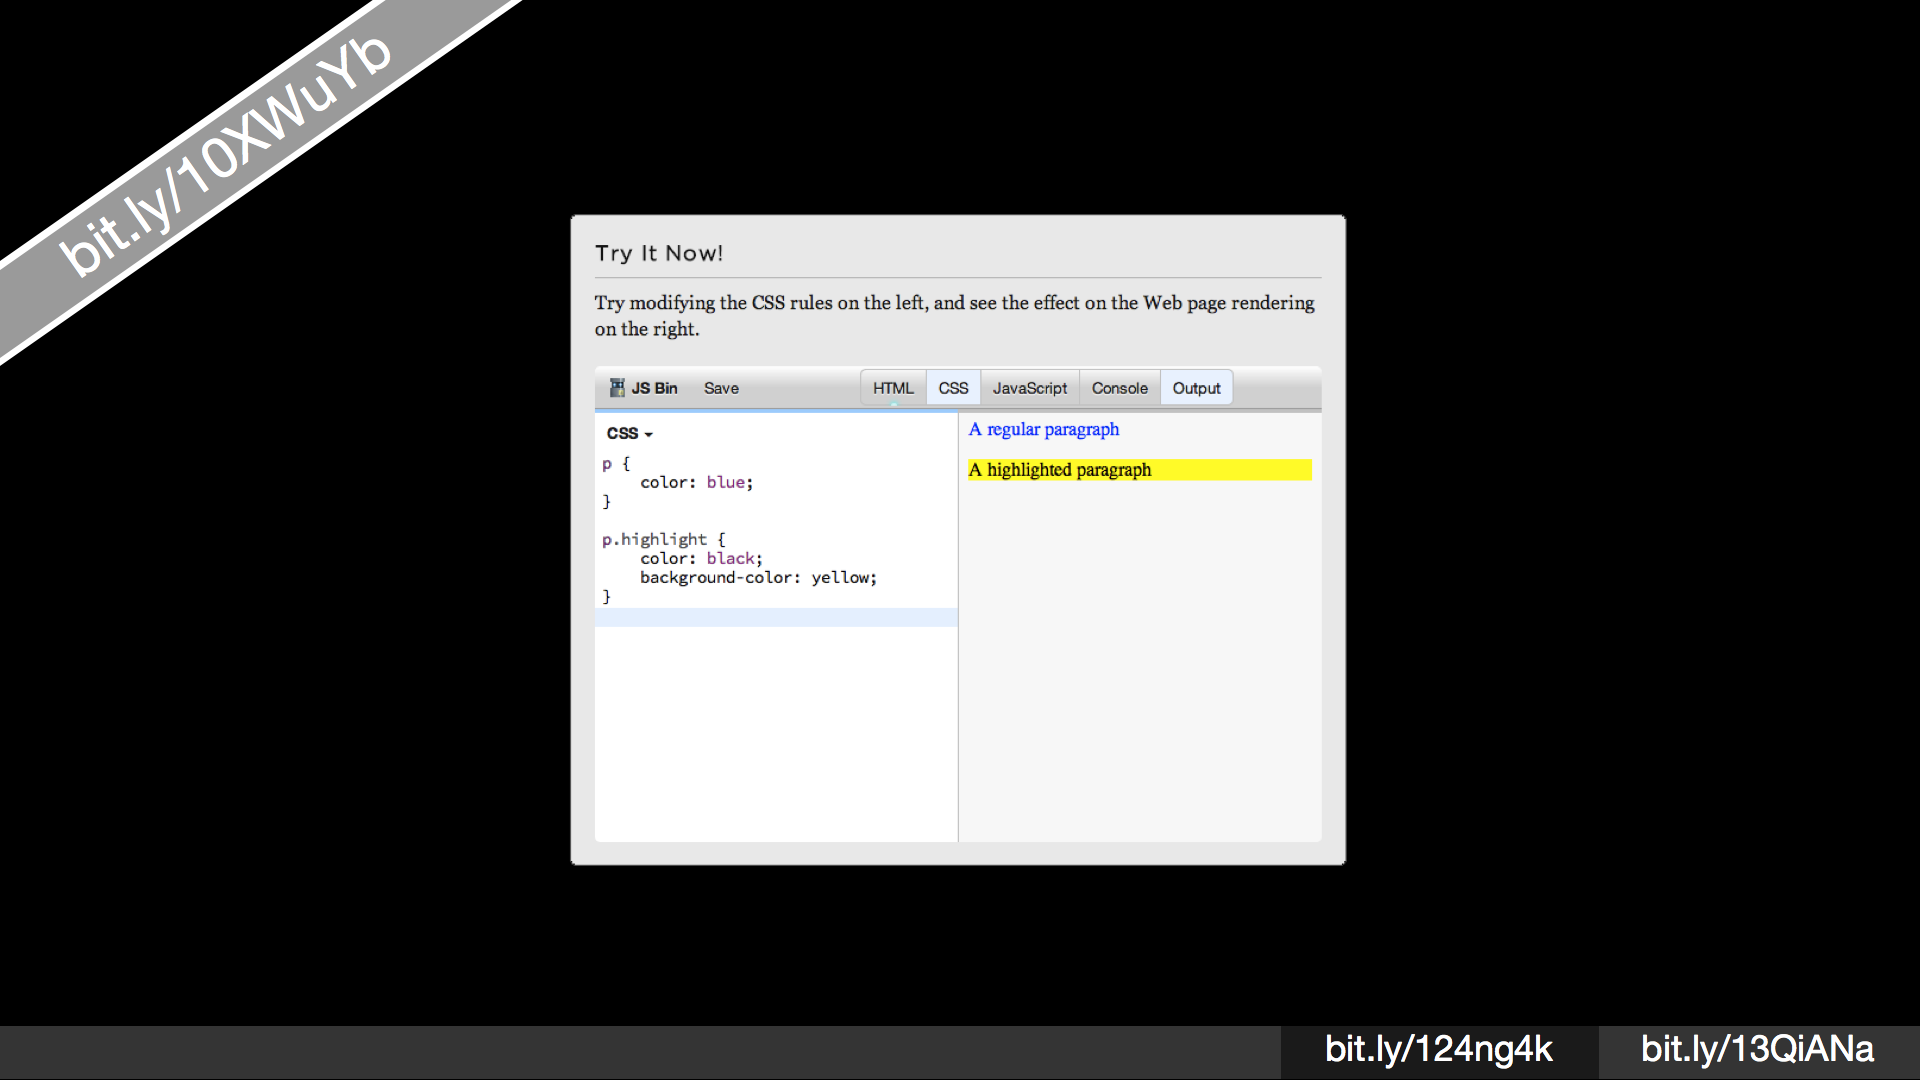 bit.ly/10XWuYb
Try It Now!
Try modifying the CSS rules on the left, and see the effect on the Web page rendering
on the right.
JS Bin Save HTML CSS JavaScript Console Output
CSS
p {
    color: blue;
}
p.highlight {
    color: black;
    background-color: yellow;
}
A regular paragraph
A highlighted paragraph
bit.ly/124ng4k bit.ly/13QiANa